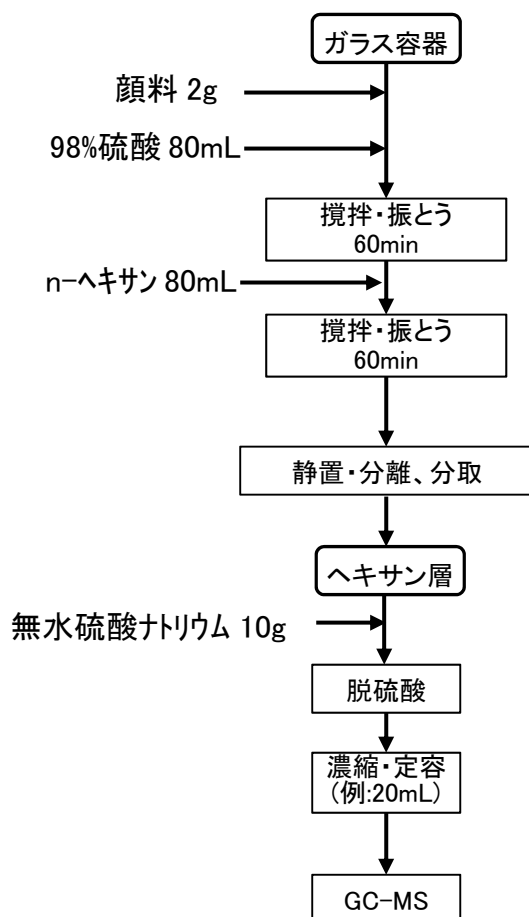 ガラス容器
顔料 2g
98%硫酸 80mL
撹拌・振とう
60min
n-ヘキサン 80mL
撹拌・振とう
60min
静置・分離、分取
ヘキサン層
無水硫酸ナトリウム 10g
脱硫酸
濃縮・定容
(例:20mL)
GC-MS